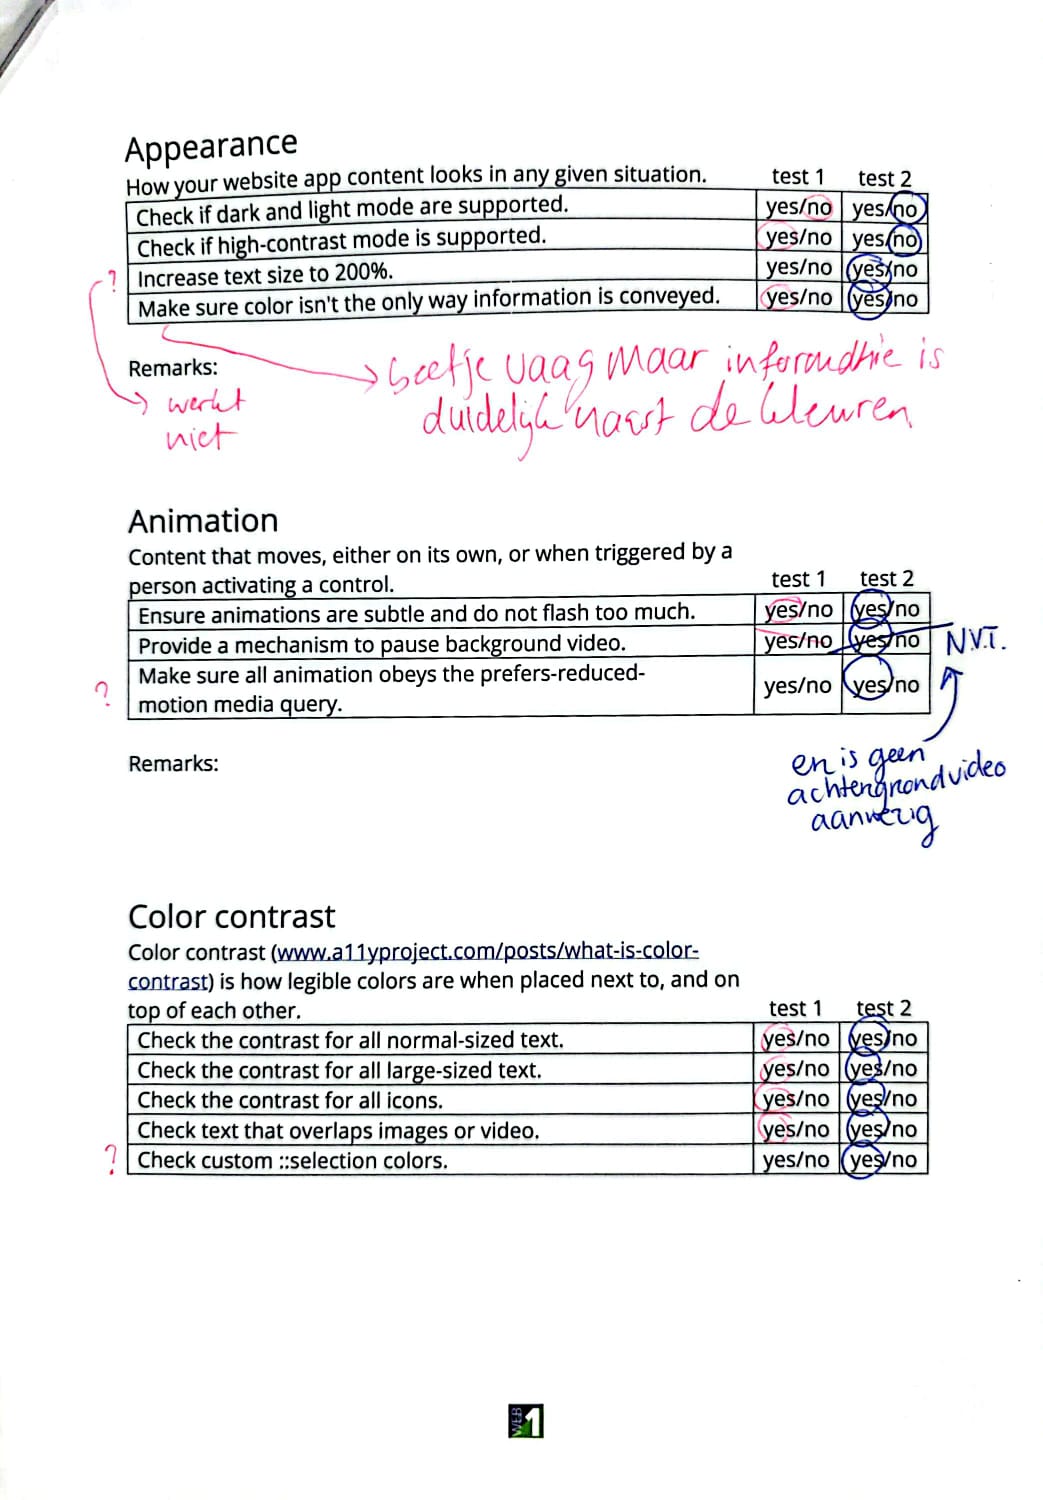 Appearance
How your website app content looks in any given situation. test 1 test 2
Check if dark and light mode are supported. yes/no yes/no
Check if high-contrast mode is supported. yes/no yes/no
? Increase text size to 200%. yes/no yes/no
Make sure color isn't the only way information is conveyed. yes/no yes/no
Remarks:
→ werkt
niet
→ beetje vaag maar informathie is
duidelijk naast de kleuren
Animation
Content that moves, either on its own, or when triggered by a
person activating a control. test 1 test 2
Ensure animations are subtle and do not flash too much. yes/no yes/no
Provide a mechanism to pause background video. yes/no yes/no N.V.T.
Make sure all animation obeys the prefers-reduced-
? motion media query. yes/no yes/no
Remarks:
en is geen
achtengrondvideo
aanwezig
Color contrast
Color contrast (www.a11yproject.com/posts/what-is-color-
contrast) is how legible colors are when placed next to, and on
top of each other. test 1 test 2
Check the contrast for all normal-sized text. yes/no yes/no
Check the contrast for all large-sized text. yes/no yes/no
Check the contrast for all icons. yes/no yes/no
Check text that overlaps images or video. yes/no yes/no
? Check custom ::selection colors. yes/no yes/no
WEB 1